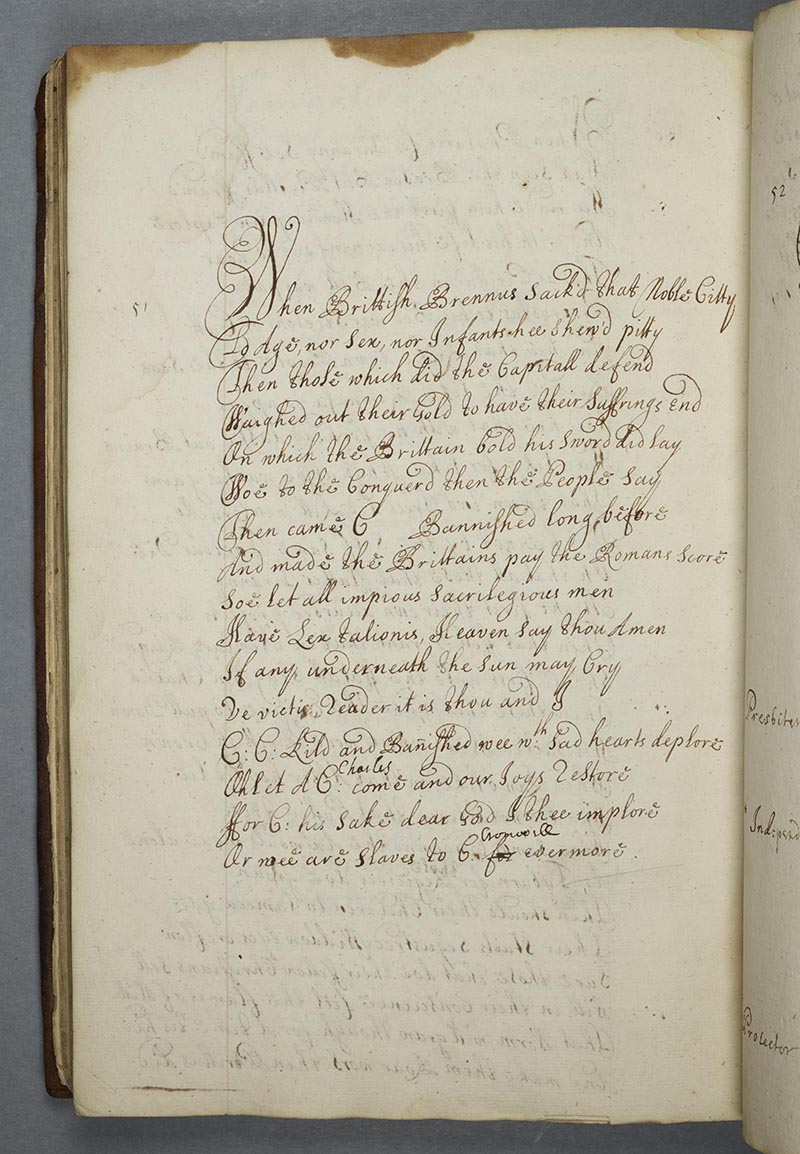 51
When Brittish Brennus sack'd that Noble Citty
No Age, nor Sex, nor Infants hee shew'd pitty
Then those which did the Capitall defend
Waighed out their Gold to have their Suffrings end
On which the Brittain bold his Sword did lay
Woe to the Conquerd then the People say
Then came C Bannished long before
And made the Brittains pay the Romans score
Soe let all impious sacrilegious men
Have Lex talionis, Heaven say thou Amen
If any underneath the Sun may Cry
Ve victis Reader it is thou and I
C: C: Kild and Banished wee wth sad hearts deplore
Oh let A C: Charles come and our Joys restore
Ffor C: his sake dear God I thee implore
Or wee are slaves to C: Cromwill for evermore.
52
Presbiter
Ind:pend
Protector